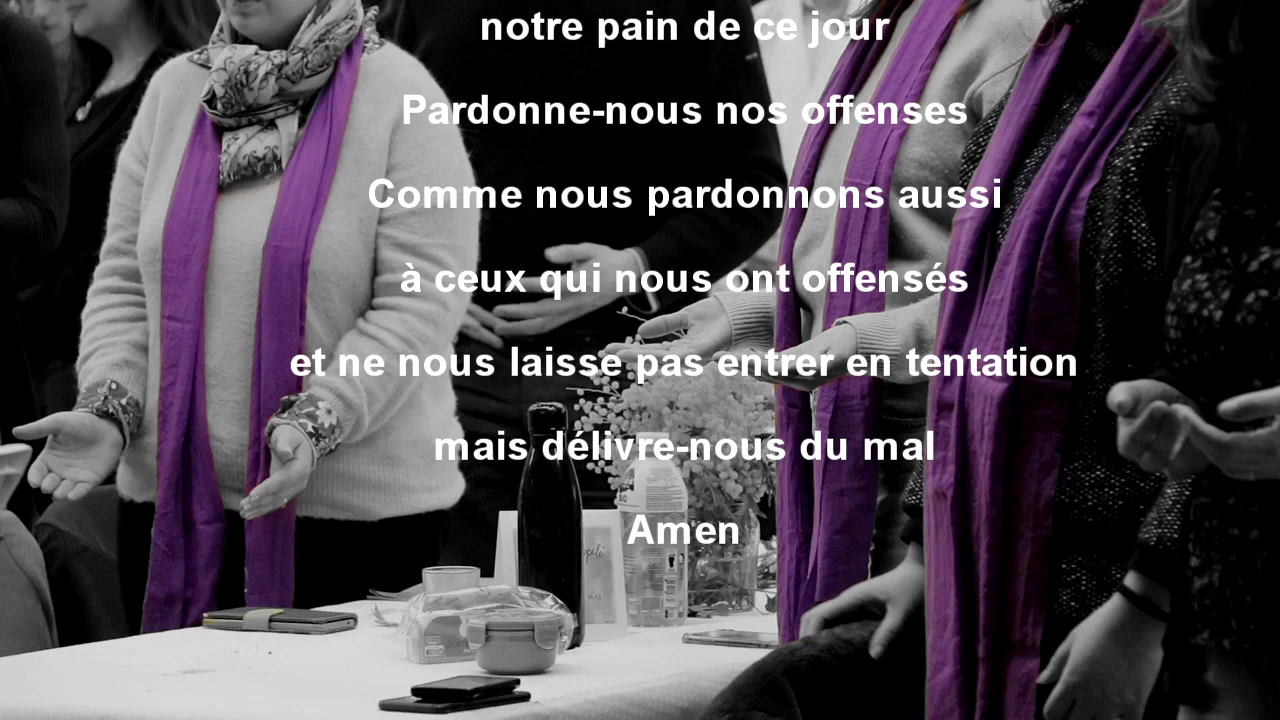 notre pain de ce jour
Pardonne-nous nos offenses
Comme nous pardonnons aussi
à ceux qui nous ont offensés
et ne nous laisse pas entrer en tentation
mais délivre-nous du mal
Amen
BIO